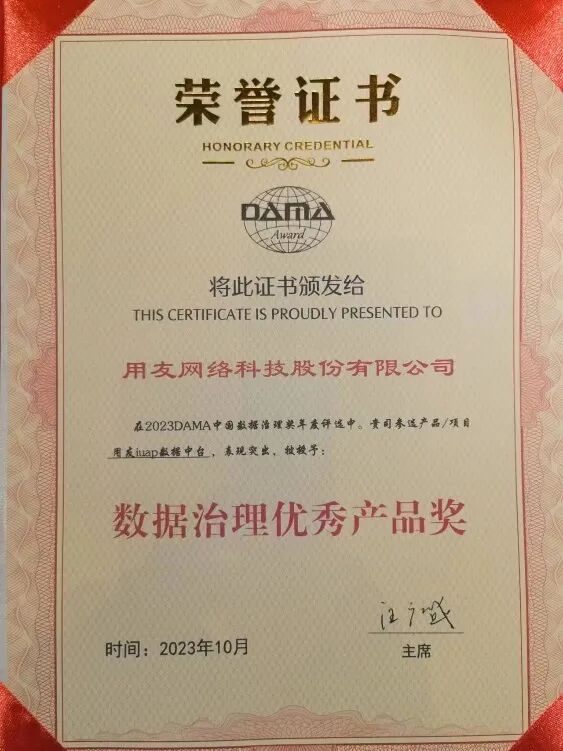 荣誉证书
HONORARY CREDENTIAL
DAMA
Award
将此证书颁发给
THIS CERTIFICATE IS PROUDLY PRESENTED TO
用友网络科技股份有限公司
在2023DAMA中国数据治理奖年度评选中。贵司参选产品/项目
用友iuap数据中台，表现突出，被授予：
数据治理优秀产品奖
时间：2023年10月
主席